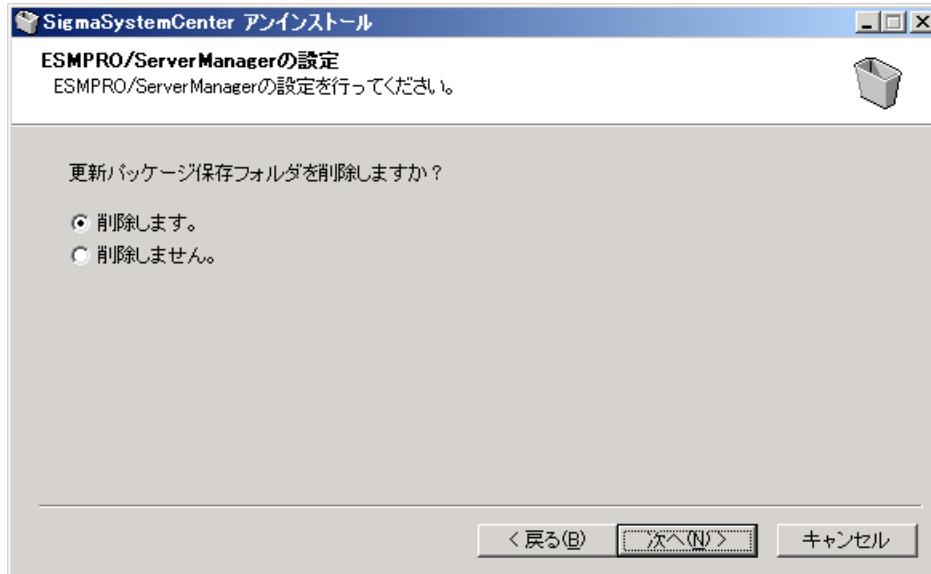 SigmaSystemCenter アンインストール
ESMPRO/ServerManagerの設定
ESMPRO/ServerManagerの設定を行ってください。
更新パッケージ保存フォルダを削除しますか？
削除します。
削除しません。
< 戻る(B)
次へ(N) >
キャンセル